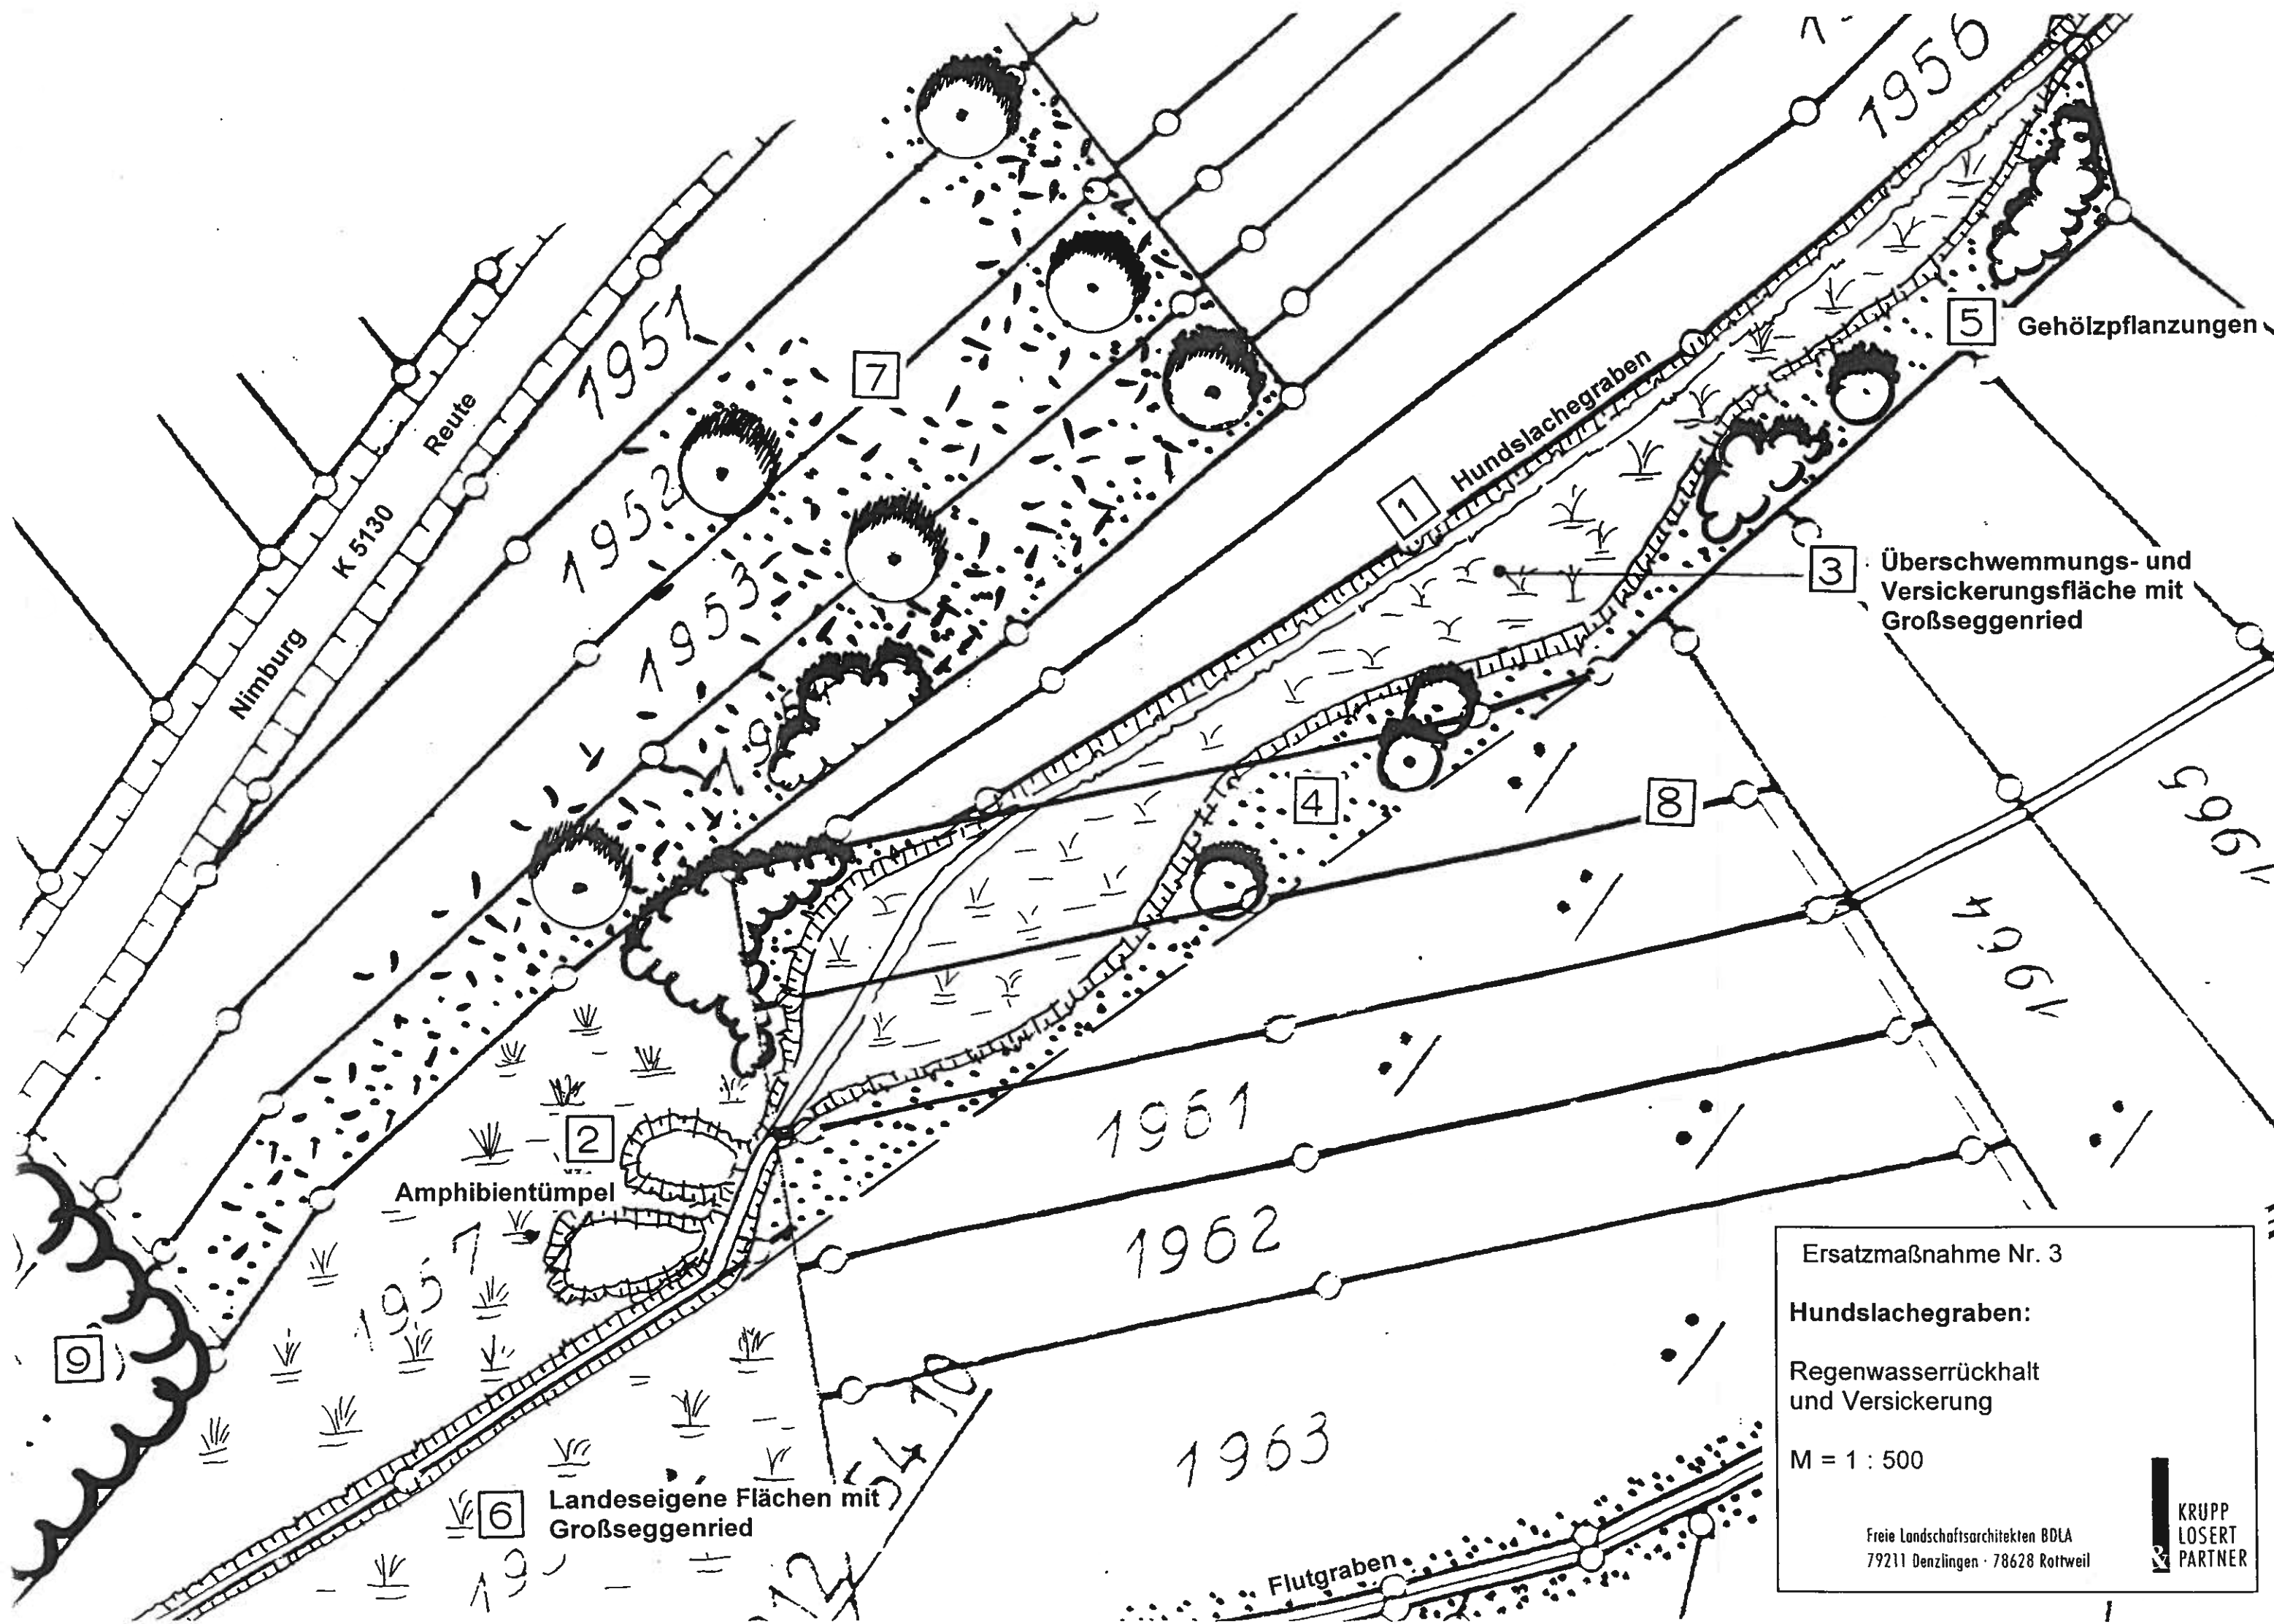 1956
1951
7
5 Gehölzpflanzungen
Reute
K 5130
Nimburg
1952
1953
1 Hundslachegraben
3 Überschwemmungs- und
Versickerungsfläche mit
Großseggenried
4
8
1965
1964
2
Amphibientümpel
1961
1957
1962
9
1963
6 Landeseigene Flächen mit
Großseggenried
Flutgraben
Ersatzmaßnahme Nr. 3
Hundslachegraben:
Regenwasserrückhalt
und Versickerung
M = 1 : 500
Freie Landschaftsarchitekten BDLA
79211 Denzlingen · 78628 Rottweil
KRUPP
LOSERT
& PARTNER